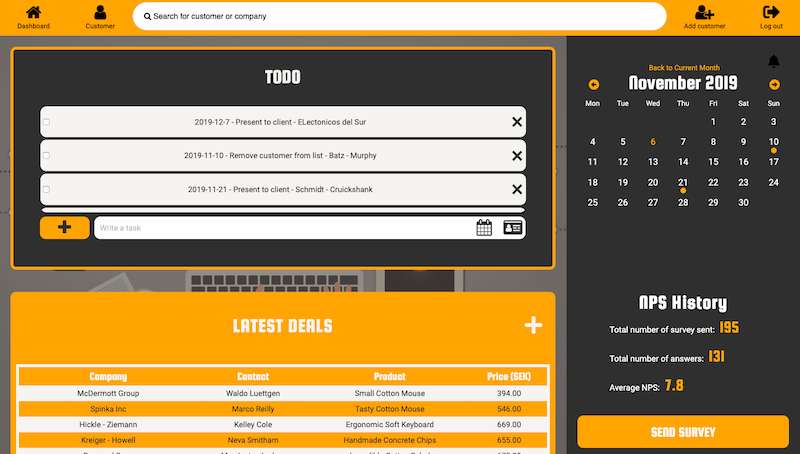 Dashboard
Customer
Search for customer or company
Add customer
Log out
TODO
2019-12-7 - Present to client - ELectonicos del Sur
2019-11-10 - Remove customer from list - Batz - Murphy
2019-11-21 - Present to client - Schmidt - Cruickshank
Write a task
LATEST DEALS
Company Contact Product Price (SEK)
McDermott Group Waldo Luettgen Small Cotton Mouse 394.00
Spinka Inc Marco Reilly Tasty Cotton Mouse 546.00
Hickle - Ziemann Kelley Cole Ergonomic Soft Keyboard 669.00
Kreiger - Howell Neva Smitham Handmade Concrete Chips 655.00
Back to Current Month
November 2019
Mon Tue Wed Thu Fri Sat Sun
1 2 3
4 5 6 7 8 9 10
11 12 13 14 15 16 17
18 19 20 21 22 23 24
25 26 27 28 29 30
NPS History
Total number of survey sent: 195
Total number of answers: 131
Average NPS: 7.8
SEND SURVEY